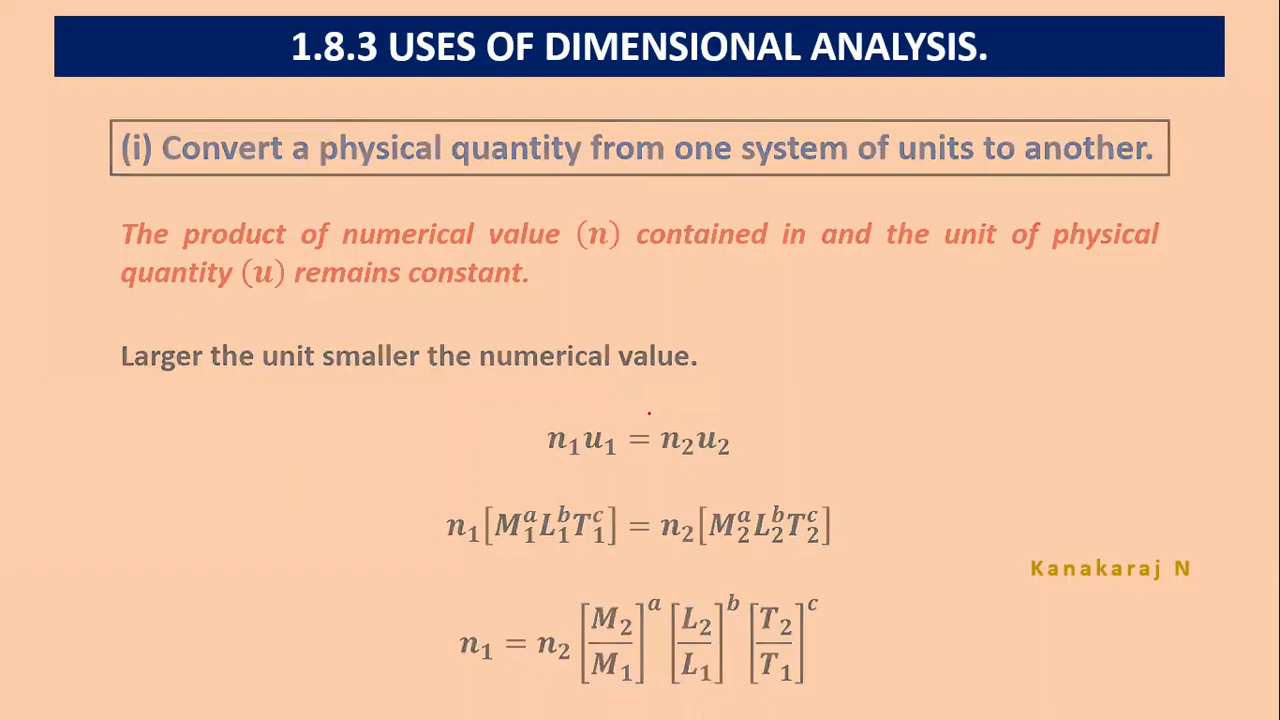 1.8.3 USES OF DIMENSIONAL ANALYSIS.
(i) Convert a physical quantity from one system of units to another.
The product of numerical value (n) contained in and the unit of physical
quantity (u) remains constant.
Larger the unit smaller the numerical value.
n₁u₁ = n₂u₂
n₁[M₁ᵃL₁ᵇT₁ᶜ] = n₂[M₂ᵃL₂ᵇT₂ᶜ]
Kanakaraj N
n₁ = n₂ [M₂/M₁]ᵃ [L₂/L₁]ᵇ [T₂/T₁]ᶜ